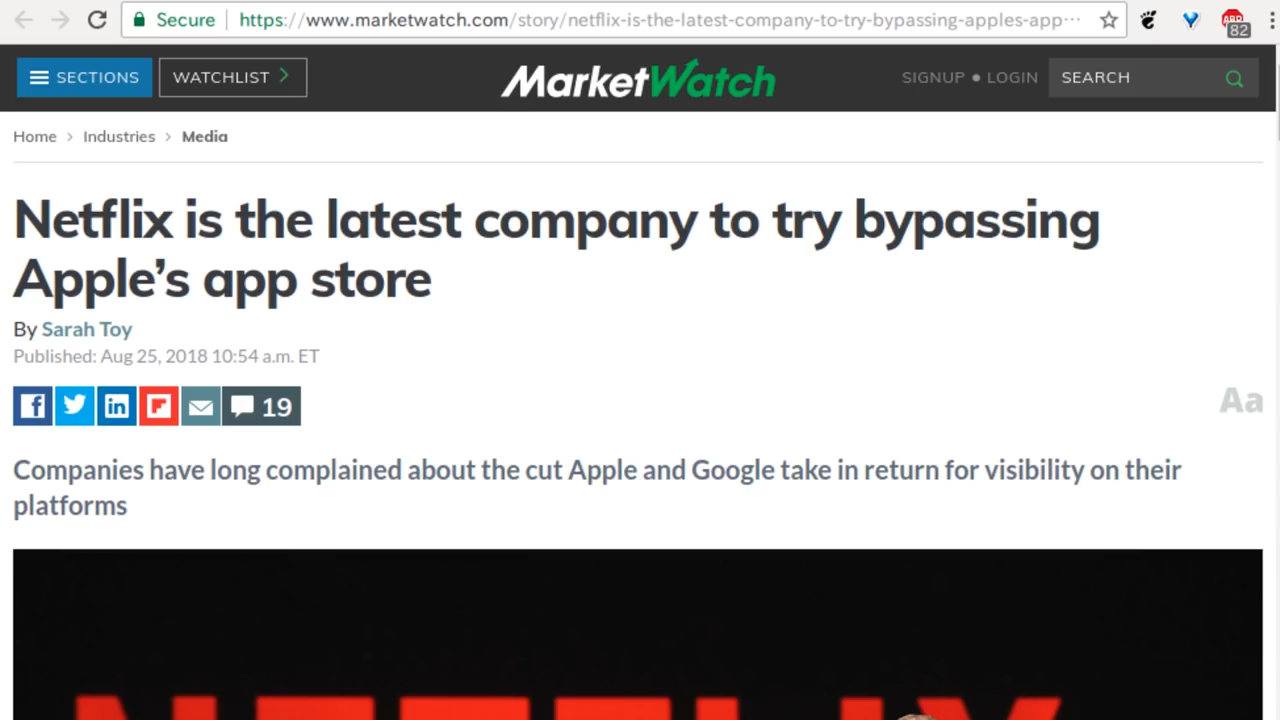 Secure https://www.marketwatch.com/story/netflix-is-the-latest-company-to-try-bypassing-apples-app…
ABP
82
SECTIONS WATCHLIST MarketWatch SIGNUP • LOGIN SEARCH
Home > Industries > Media
Netflix is the latest company to try bypassing
Apple’s app store
By Sarah Toy
Published: Aug 25, 2018 10:54 a.m. ET
f in 19
Aa
Companies have long complained about the cut Apple and Google take in return for visibility on their
platforms
NETFLIX